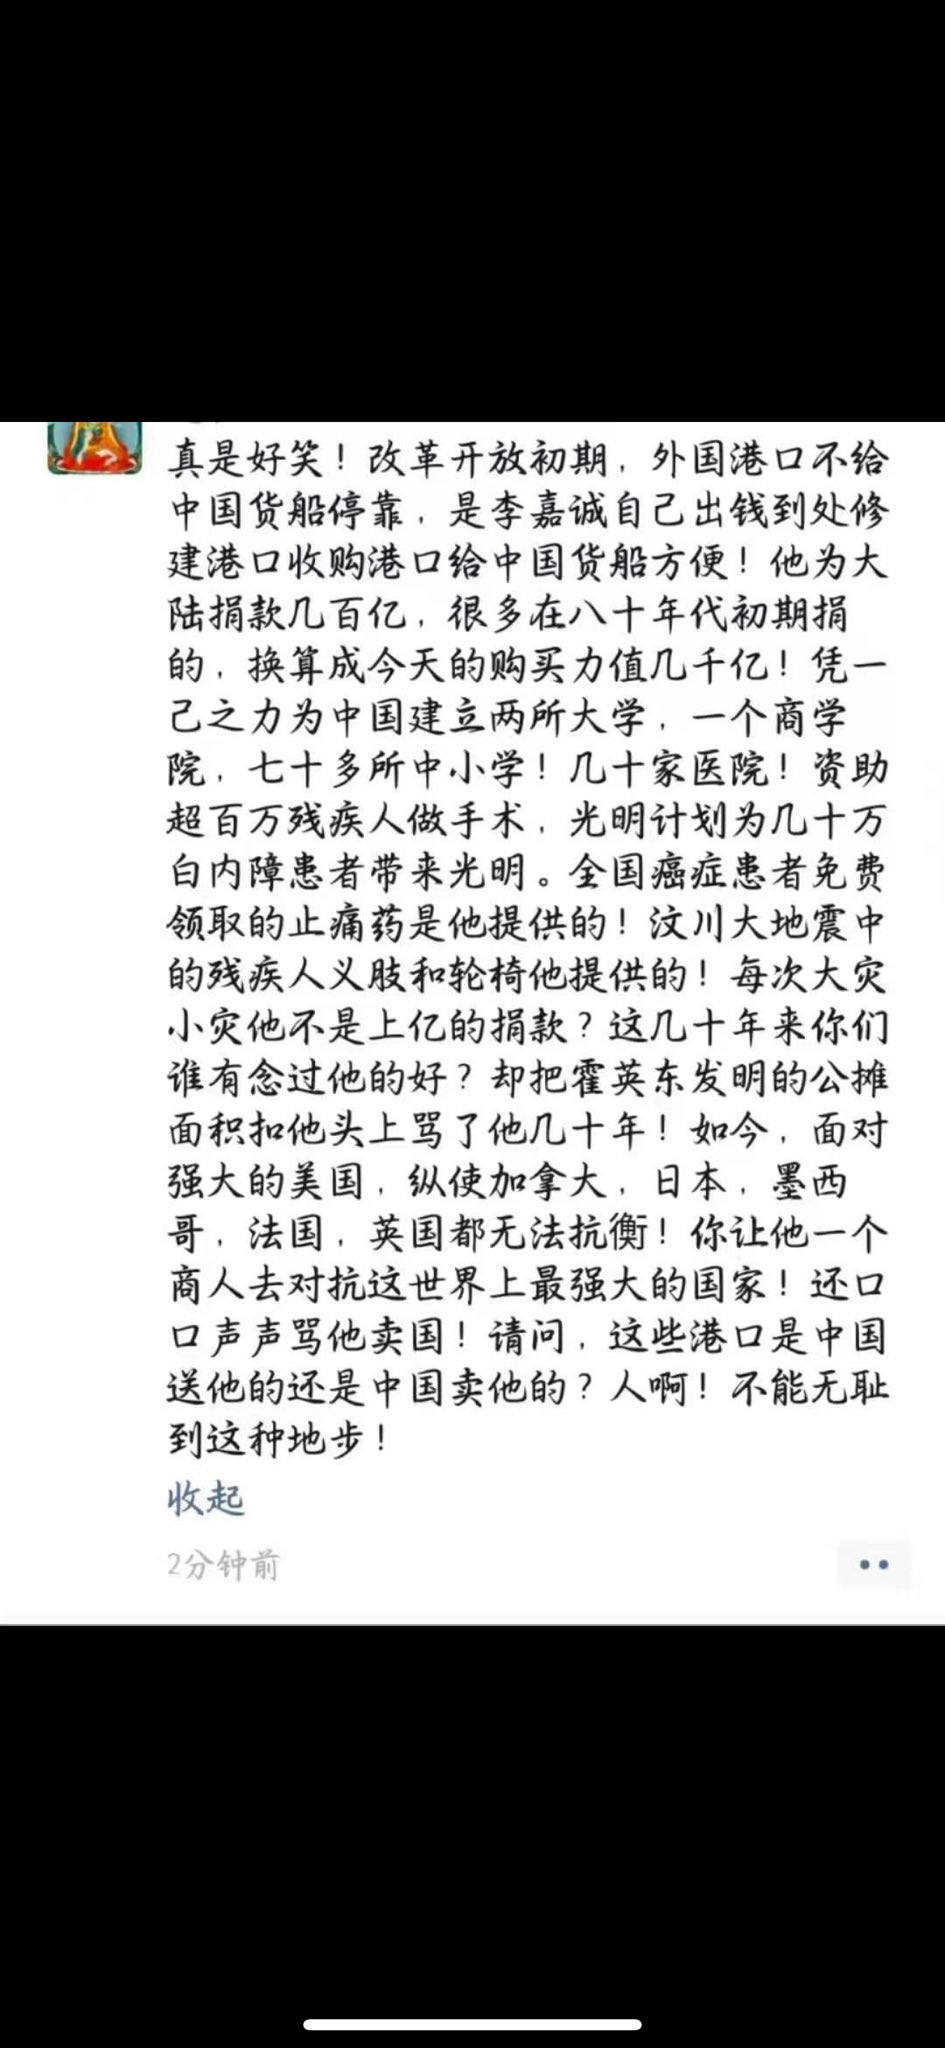 真是好笑！改革开放初期，外国港口不给
中国货船停靠，是李嘉诚自己出钱到处修
建港口收购港口给中国货船方便！他为大
陆捐款几百亿，很多在八十年代初期捐
的，换算成今天的购买力值几千亿！凭一
己之力为中国建立两所大学，一个商学
院，七十多所中小学！几十家医院！资助
超百万残疾人做手术，光明计划为几十万
白内障患者带来光明。全国癌症患者免费
领取的止痛药是他提供的！汶川大地震中
的残疾人义肢和轮椅他提供的！每次大灾
小灾他不是上亿的捐款？这几十年来你们
谁有念过他的好？却把霍英东发明的公摊
面积扣他头上骂了他几十年！如今，面对
强大的美国，纵使加拿大，日本，墨西
哥，法国，英国都无法抗衡！你让他一个
商人去对抗这世界上最强大的国家！还口
口声声骂他卖国！请问，这些港口是中国
送他的还是中国卖他的？人啊！不能无耻
到这种地步！
收起
2分钟前